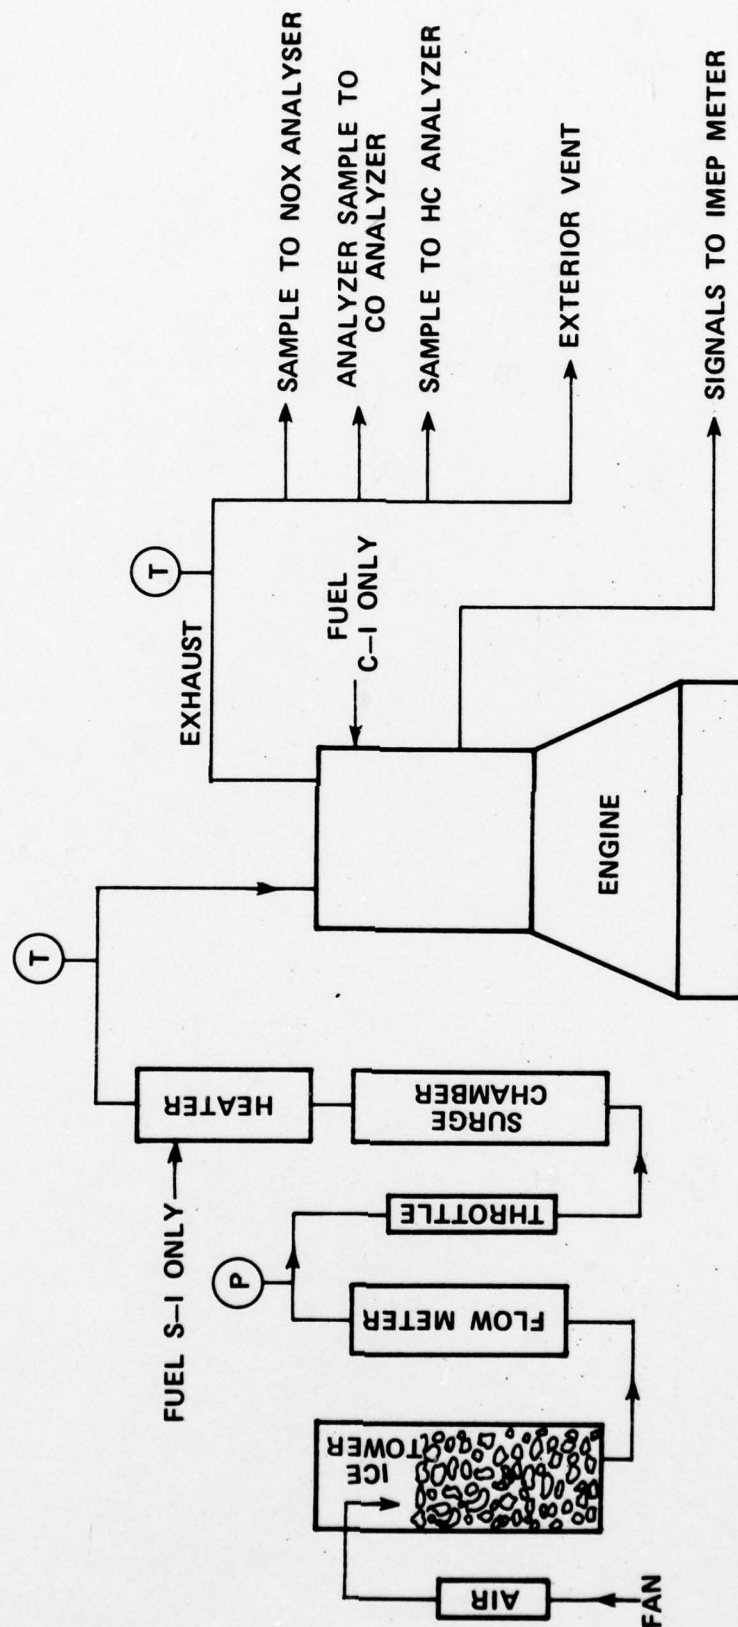 SAMPLE TO NOX ANALYSER
ANALYZER SAMPLE TO
CO ANALYZER
SAMPLE TO HC ANALYZER
EXTERIOR VENT
SIGNALS TO IMEP METER
T
EXHAUST
FUEL
C–I ONLY
ENGINE
T
HEATER
SURGE
CHAMBER
FUEL S–I ONLY
THROTTLE
P
FLOW METER
ICE
TOWER
AIR
FAN